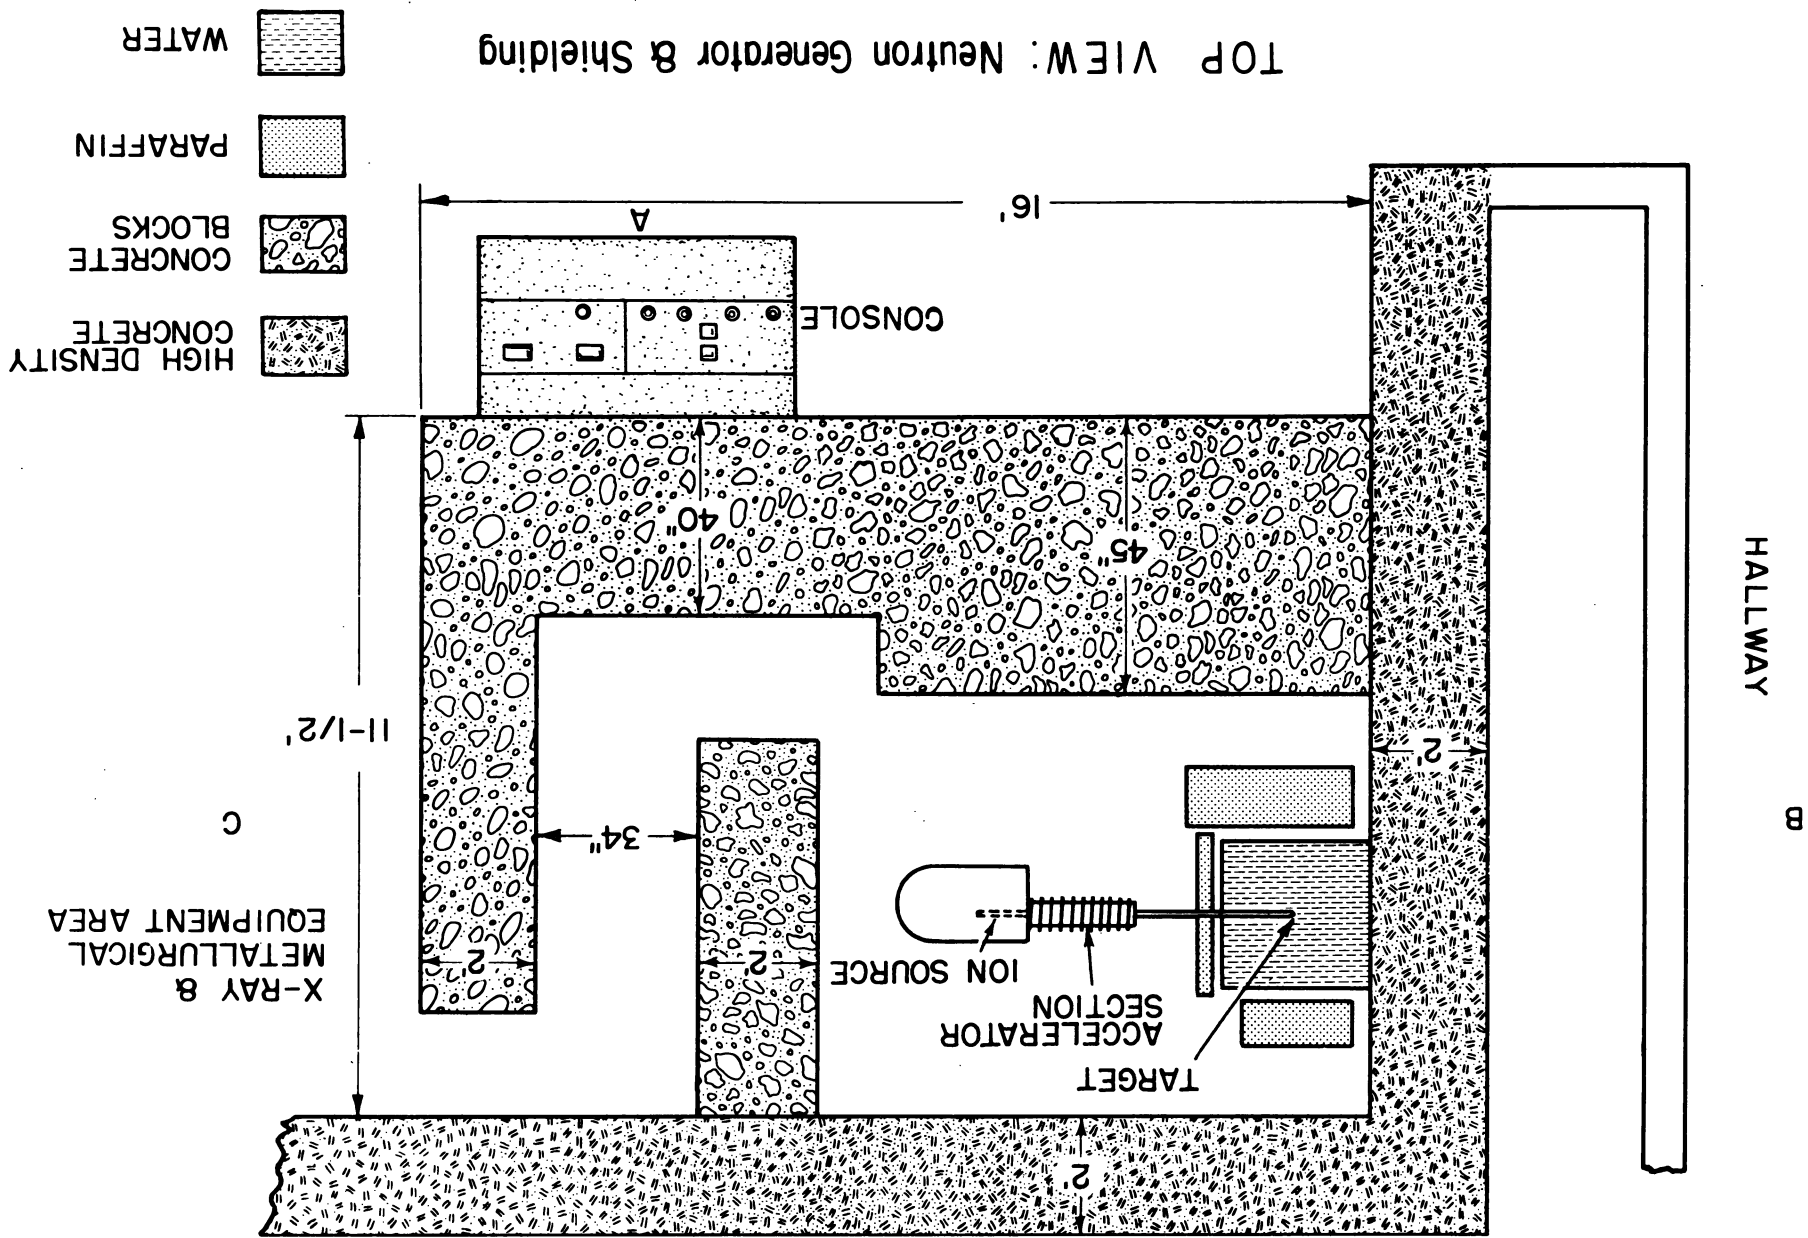 2'
TARGET
ACCELERATOR
SECTION
ION SOURCE
2'
2'
X-RAY &
METALLURGICAL
EQUIPMENT AREA
34"
C
B
2'
11-1/2'
HALLWAY
45"
40"
HIGH DENSITY
CONCRETE
CONSOLE
CONCRETE
BLOCKS
16'
A
PARAFFIN
WATER
TOP VIEW: Neutron Generator & Shielding